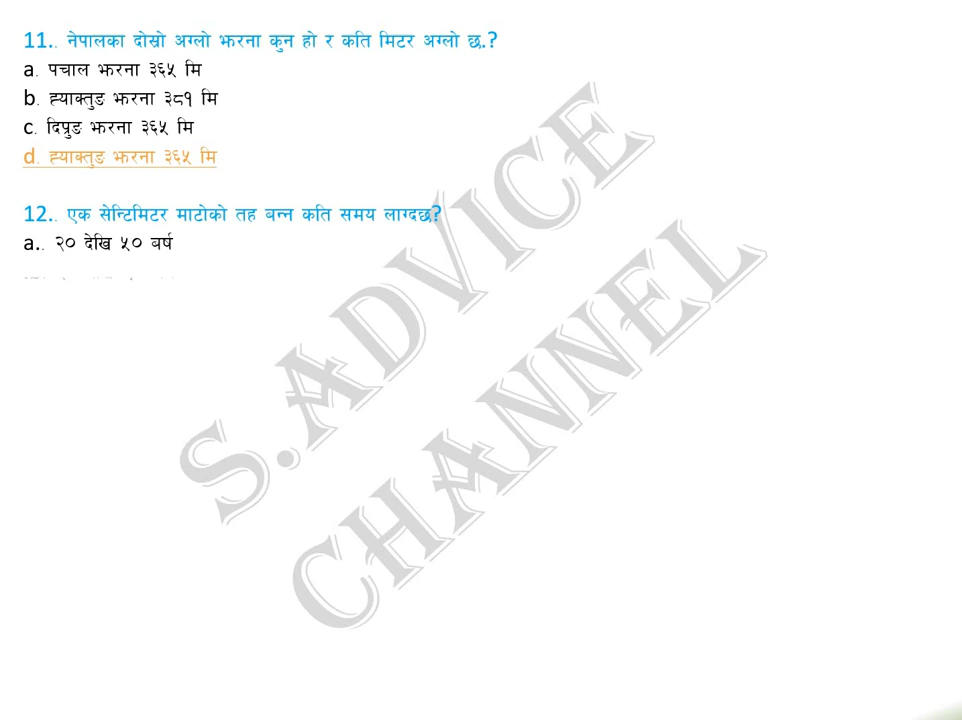 11.. नेपालका दोस्रो अग्लो झरना कुन हो र कति मिटर अग्लो छ.?
a. पचाल झरना ३६५ मि
b. ह्याक्तुङ झरना ३८१ मि
c. दिप्रुङ झरना ३६५ मि
d. ह्याक्तुङ झरना ३६५ मि
12.. एक सेन्टिमिटर माटोको तह बन्न कति समय लाग्दछ?
a.. २० देखि ५० बर्ष
S.ADVICE
CHANNEL